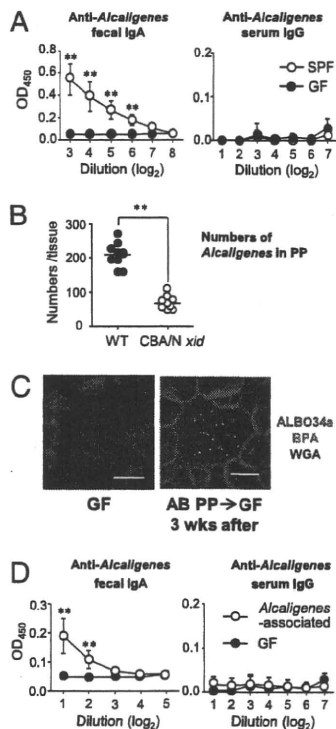 A
Anti-Alcaligenes
fecal IgA
Anti-Alcaligenes
serum IgG
OD450
0.8
0.6
0.4
0.2
0.0
** ** ** **
3 4 5 6 7 8
Dilution (log2)
0.2
0.1
0.0
SPF
GF
1 2 3 4 5 6 7
Dilution (log2)
B
Numbers /tissue
300
200
100
0
**
WT CBA/N xid
Numbers of
Alcaligenes in PP
C
GF
AB PP→GF
3 wks after
ALBO34a
BPA
WGA
D
Anti-Alcaligenes
fecal IgA
Anti-Alcaligenes
serum IgG
OD450
0.3
0.2
0.1
0.0
** **
1 2 3 4 5
Dilution (log2)
0.2
0.1
0.0
Alcaligenes
-associated
GF
1 2 3 4 5 6 7
Dilution (log2)